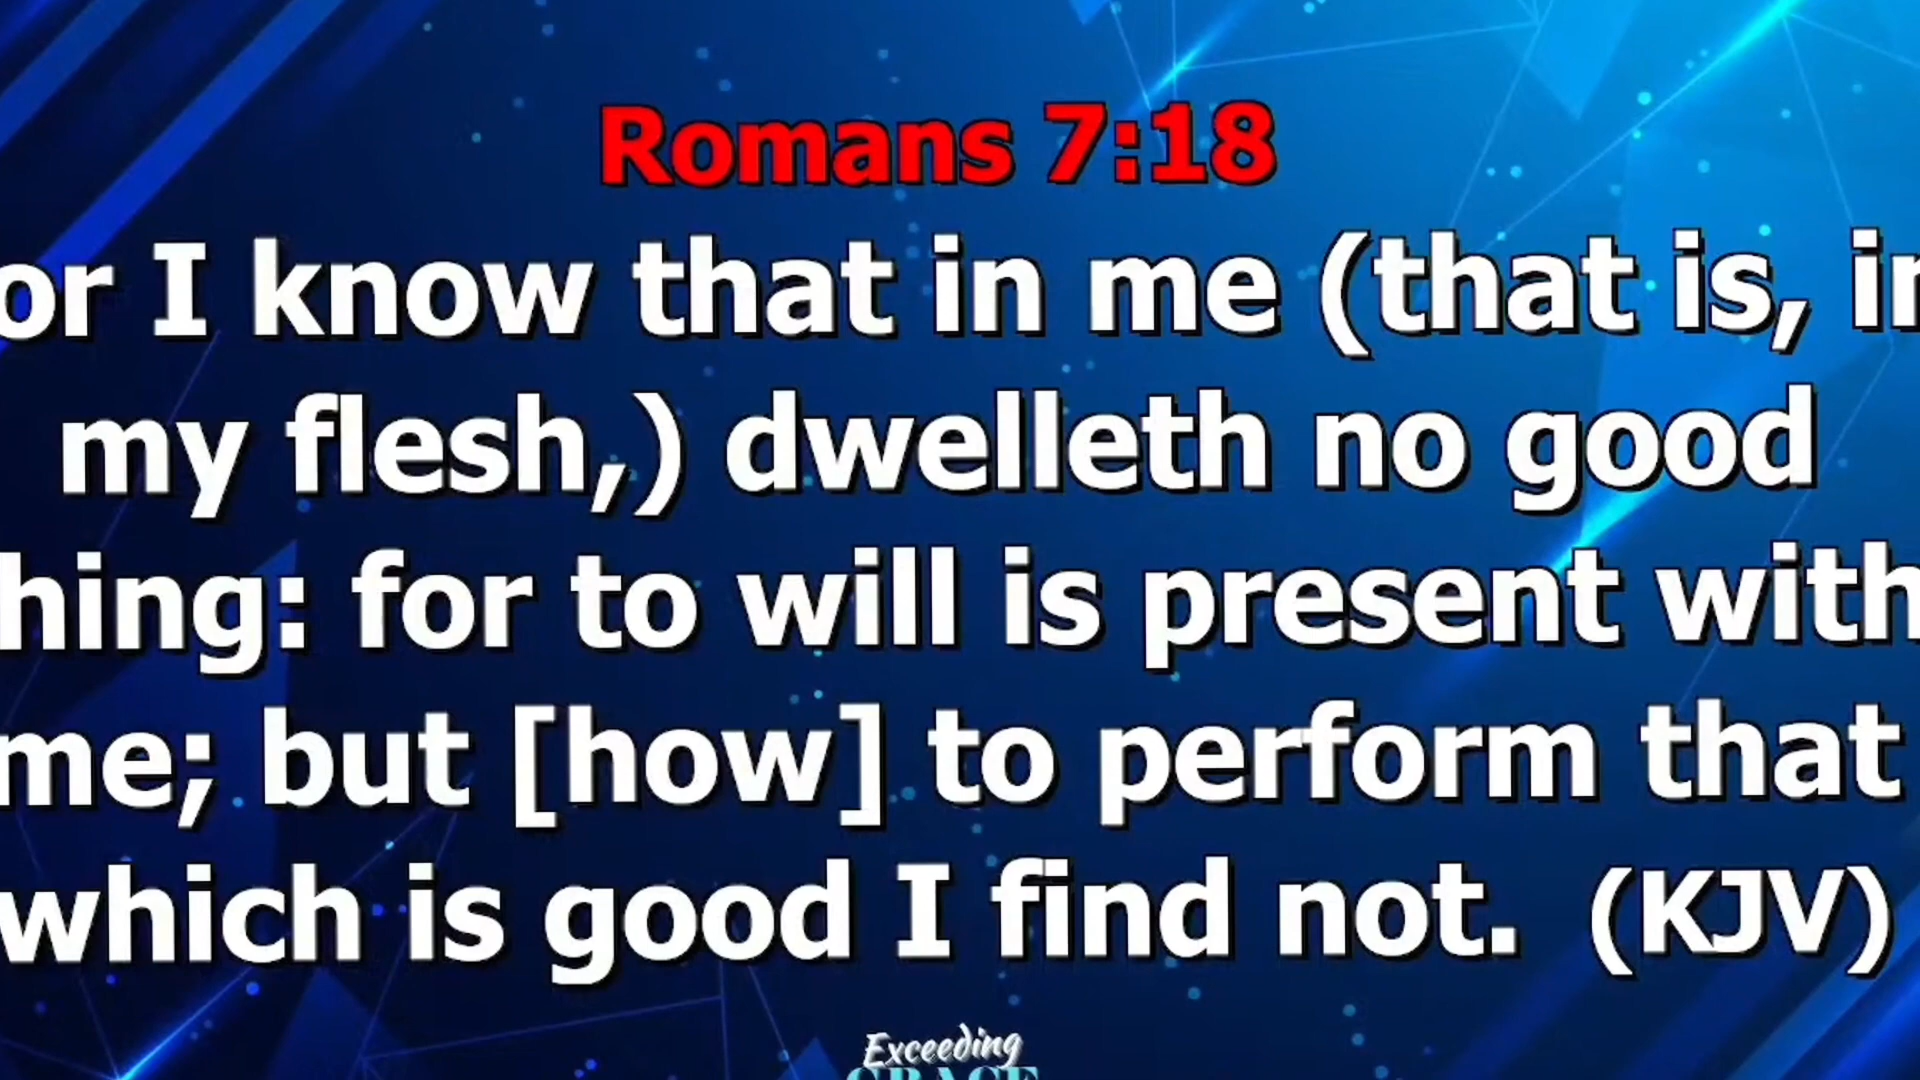 Romans 7:18
or I know that in me (that is, in
my flesh,) dwelleth no good
hing: for to will is present with
me; but [how] to perform that
which is good I find not. (KJV)
Exceeding
GRACE